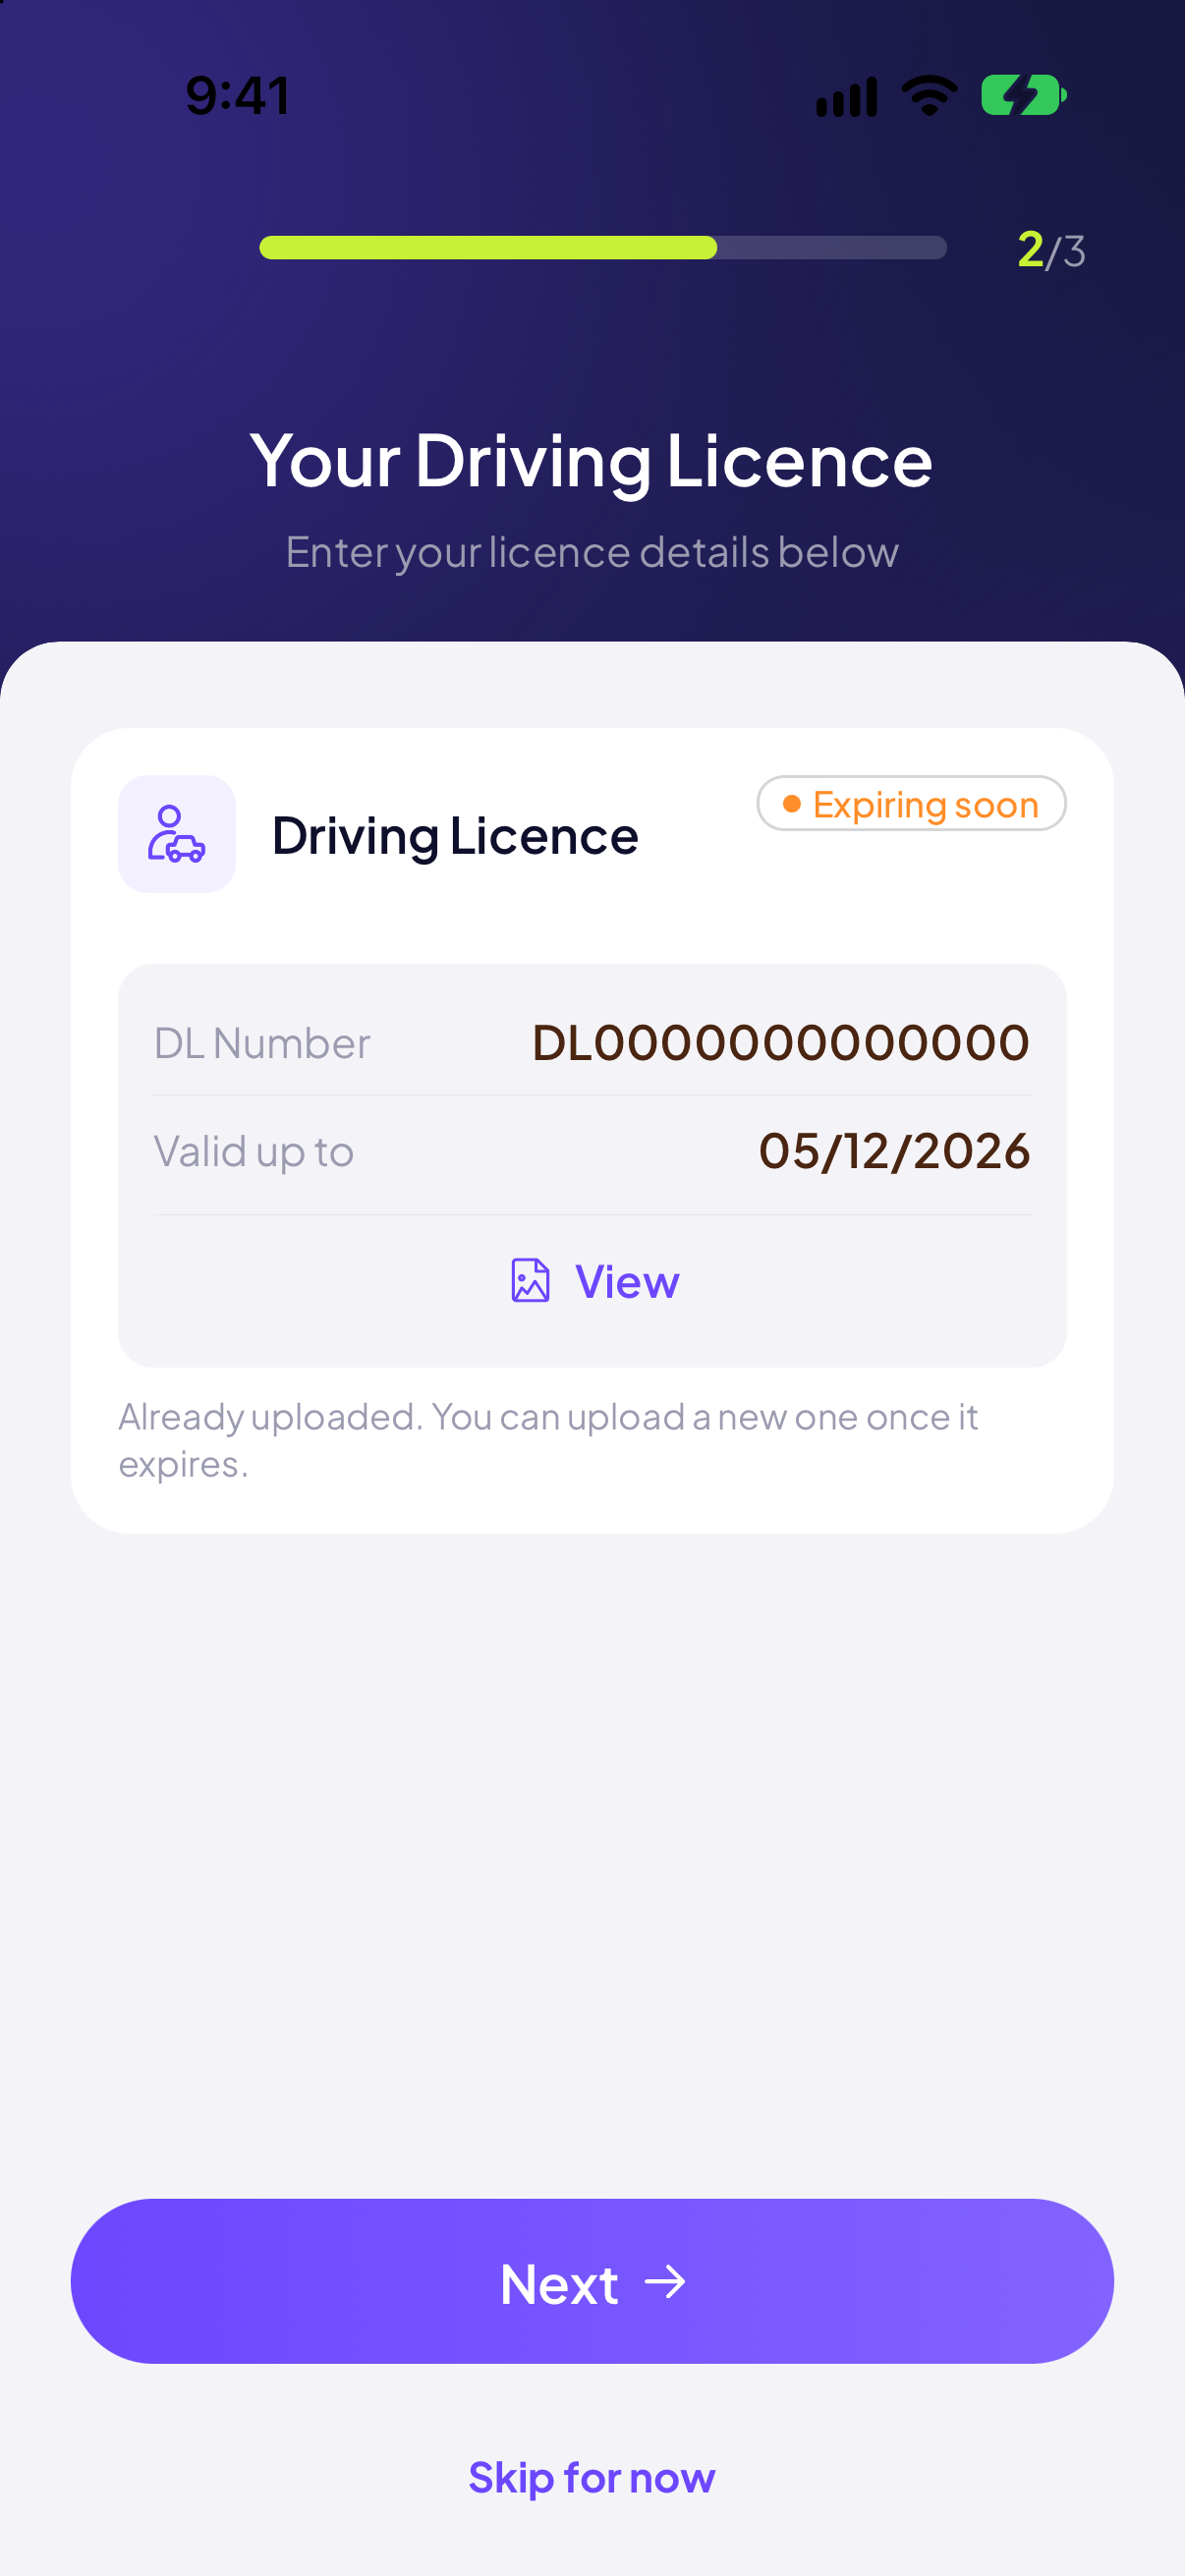 9:41
2/3
Your Driving Licence
Enter your licence details below
Driving Licence
Expiring soon
DL Number DL0000000000000
Valid up to 05/12/2026
View
Already uploaded. You can upload a new one once it
expires.
Next →
Skip for now